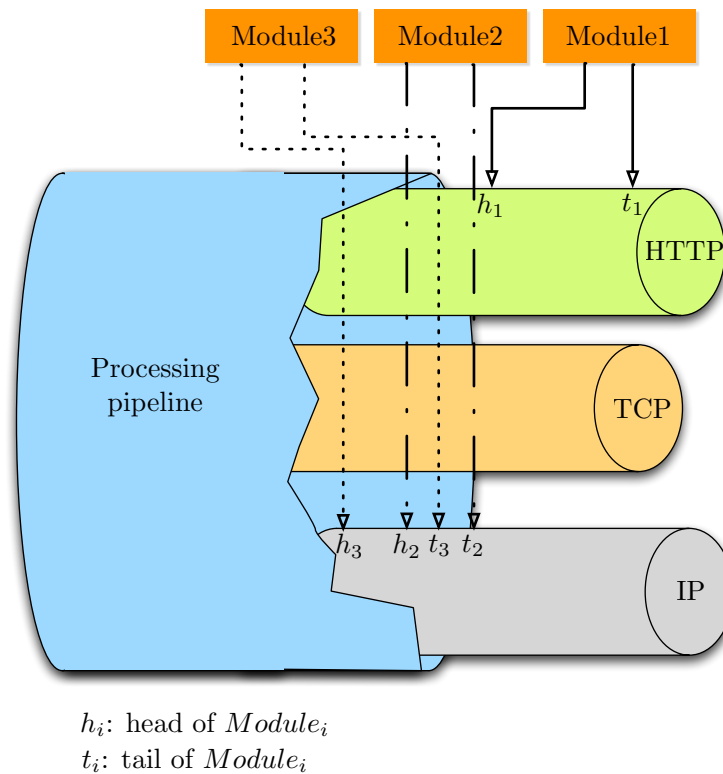 Module3 Module2 Module1
h₁ t₁
HTTP
Processing
pipeline
TCP
h₃ h₂ t₃ t₂
IP
hᵢ: head of Moduleᵢ
tᵢ: tail of Moduleᵢ